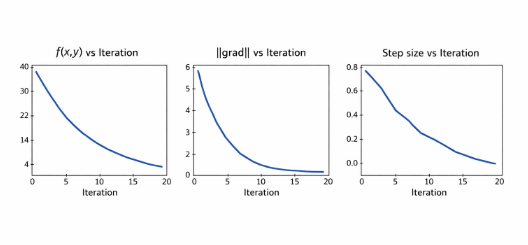 f(x,y) vs Iteration
40
30
22
14
4
0 5 10 15 20
Iteration
||grad|| vs Iteration
6
5
4
3
2
0
0 5 10 15 20
Iteration
Step size vs Iteration
0.8
0.6
0.4
0.2
0.0
0 5 10 15 20
Iteration